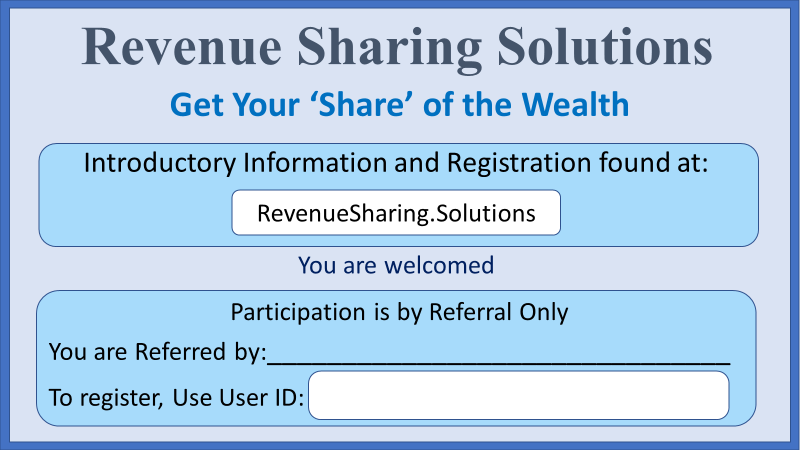 Revenue Sharing Solutions
Get Your ‘Share’ of the Wealth
Introductory Information and Registration found at:
RevenueSharing.Solutions
You are welcomed
Participation is by Referral Only
You are Referred by:________________________________
To register, Use User ID: